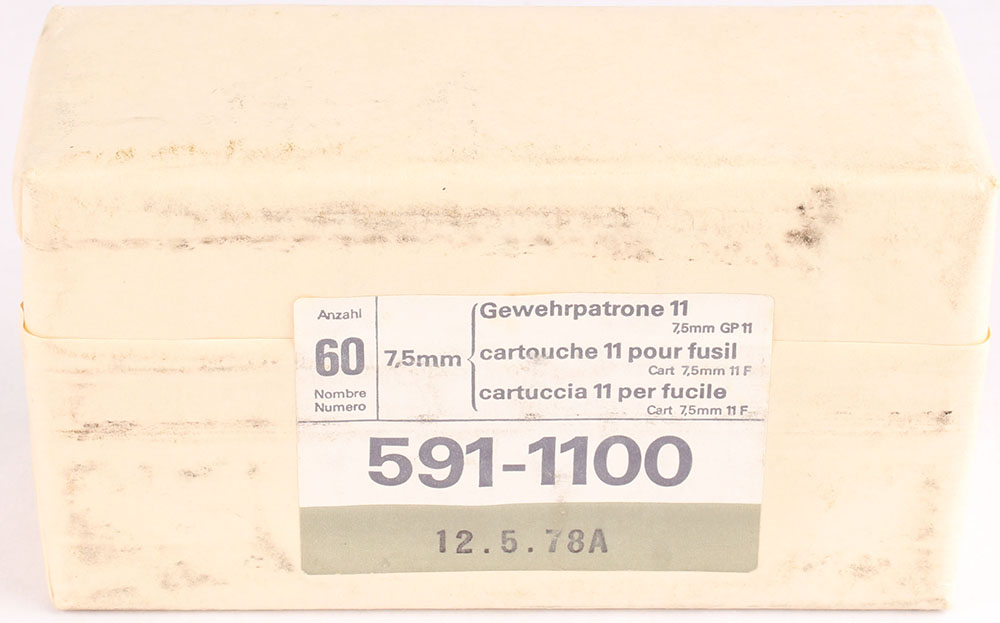 Anzahl
60
Nombre
Numero
7,5mm
Gewehrpatrone 11
7,5mm GP 11
cartouche 11 pour fusil
Cart 7,5mm 11 F
cartuccia 11 per fucile
Cart 7,5mm 11 F
591-1100
12.5.78A